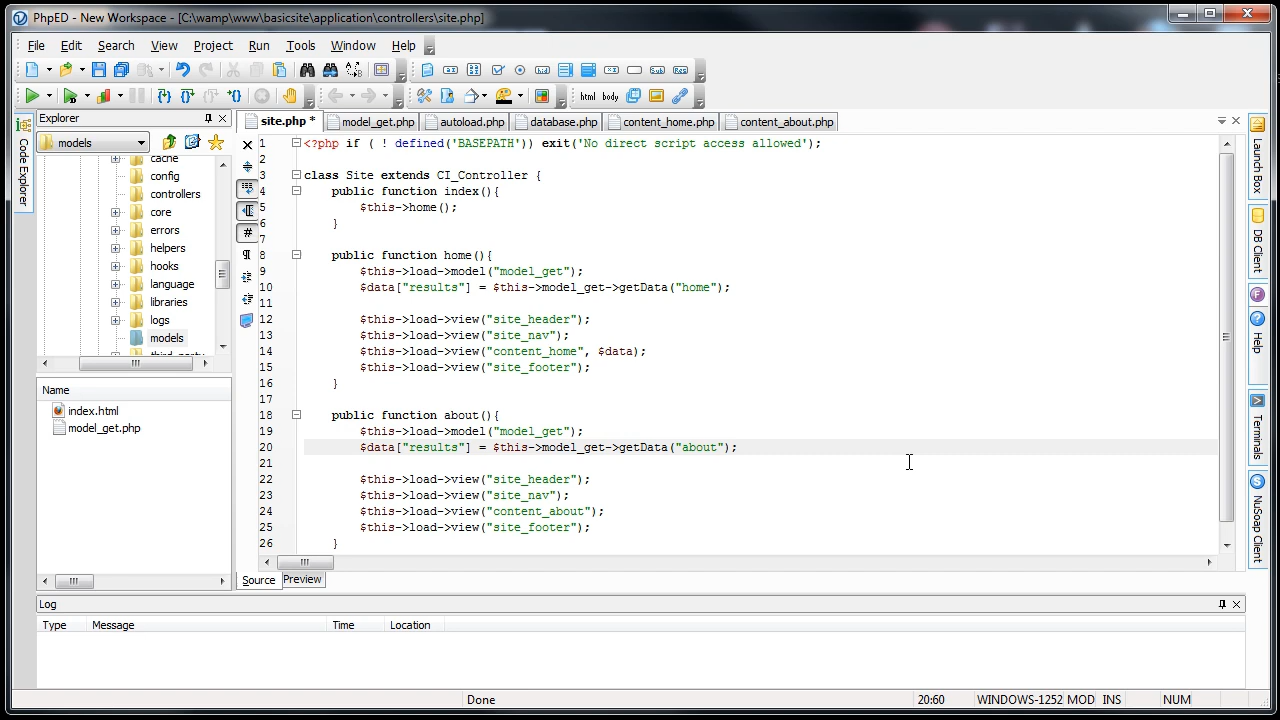 PhpED - New Workspace - [C:\wamp\www\basicsite\application\controllers\site.php]
File Edit Search View Project Run Tools Window Help
html body
Explorer
site.php * model_get.php autoload.php database.php content_home.php content_about.php
Code Explorer
models
cache
config
controllers
core
errors
helpers
hooks
language
libraries
logs
models
Name
index.html
model_get.php
1 <?php if ( ! defined('BASEPATH')) exit('No direct script access allowed');
2
3 class Site extends CI_Controller {
4 public function index(){
5 $this->home();
6 }
7
8 public function home(){
9 $this->load->model("model_get");
10 $data["results"] = $this->model_get->getData("home");
11
12 $this->load->view("site_header");
13 $this->load->view("site_nav");
14 $this->load->view("content_home", $data);
15 $this->load->view("site_footer");
16 }
17
18 public function about(){
19 $this->load->model("model_get");
20 $data["results"] = $this->model_get->getData("about");
21
22 $this->load->view("site_header");
23 $this->load->view("site_nav");
24 $this->load->view("content_about");
25 $this->load->view("site_footer");
26 }
Source Preview
Launch Box
DB Client
Help
Terminals
NuSoap Client
Log
Type Message Time Location
Done 20:60 WINDOWS-1252 MOD INS NUM